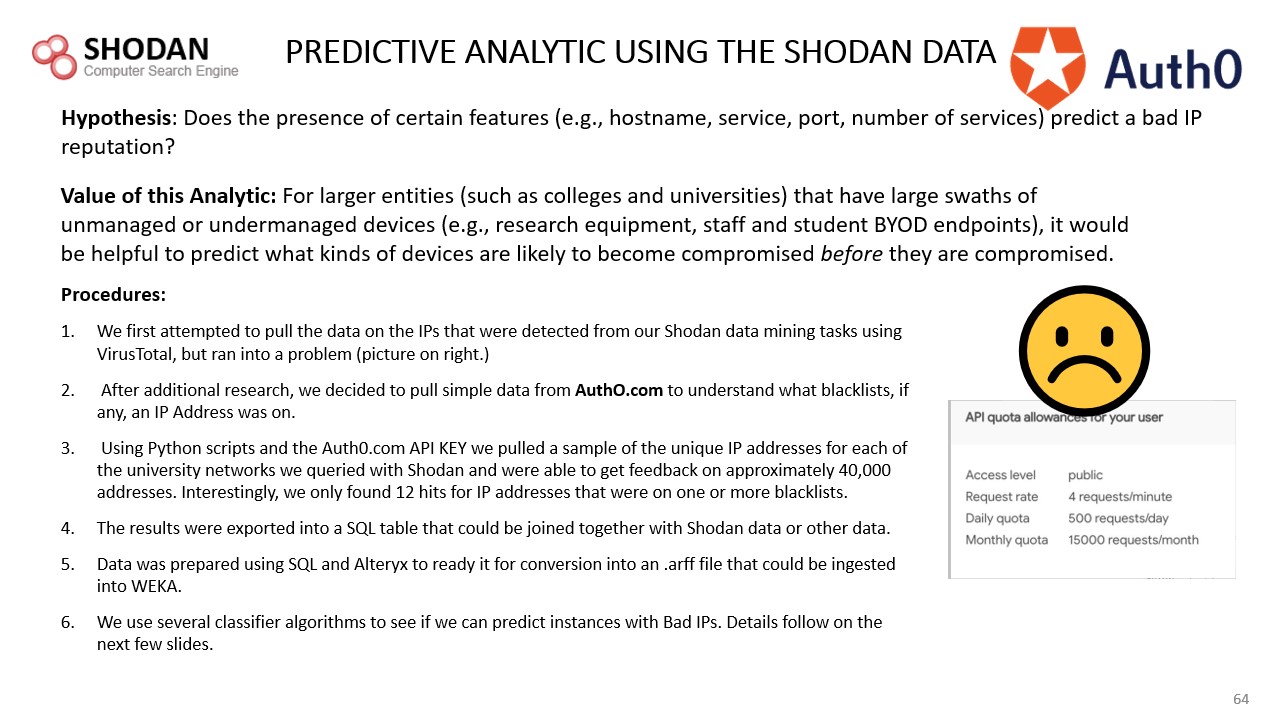 SHODAN
Computer Search Engine
PREDICTIVE ANALYTIC USING THE SHODAN DATA
Auth0
Hypothesis: Does the presence of certain features (e.g., hostname, service, port, number of services) predict a bad IP
reputation?
Value of this Analytic: For larger entities (such as colleges and universities) that have large swaths of
unmanaged or undermanaged devices (e.g., research equipment, staff and student BYOD endpoints), it would
be helpful to predict what kinds of devices are likely to become compromised before they are compromised.
Procedures:
1. We first attempted to pull the data on the IPs that were detected from our Shodan data mining tasks using
VirusTotal, but ran into a problem (picture on right.)
2. After additional research, we decided to pull simple data from AuthO.com to understand what blacklists, if
any, an IP Address was on.
3. Using Python scripts and the Auth0.com API KEY we pulled a sample of the unique IP addresses for each of
the university networks we queried with Shodan and were able to get feedback on approximately 40,000
addresses. Interestingly, we only found 12 hits for IP addresses that were on one or more blacklists.
4. The results were exported into a SQL table that could be joined together with Shodan data or other data.
5. Data was prepared using SQL and Alteryx to ready it for conversion into an .arff file that could be ingested
into WEKA.
6. We use several classifier algorithms to see if we can predict instances with Bad IPs. Details follow on the
next few slides.
API quota allowances for your user
Access level public
Request rate 4 requests/minute
Daily quota 500 requests/day
Monthly quota 15000 requests/month
64